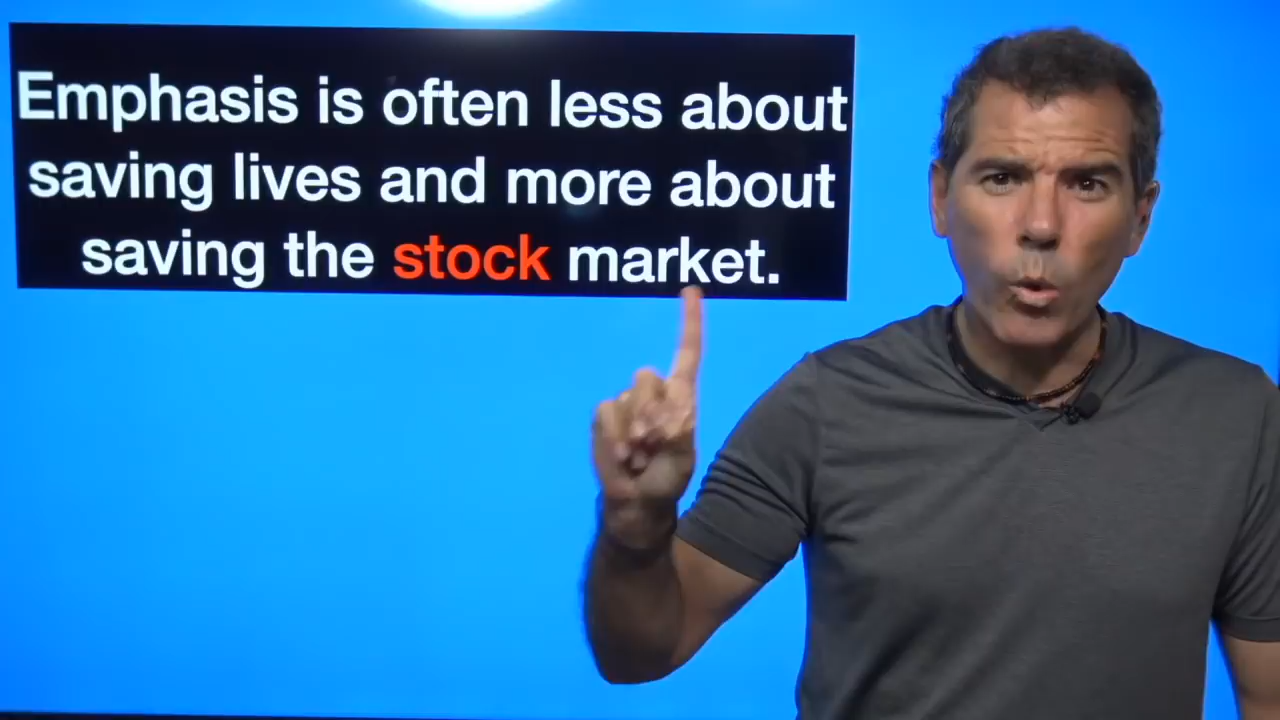 Emphasis is often less about
saving lives and more about
saving the stock market.